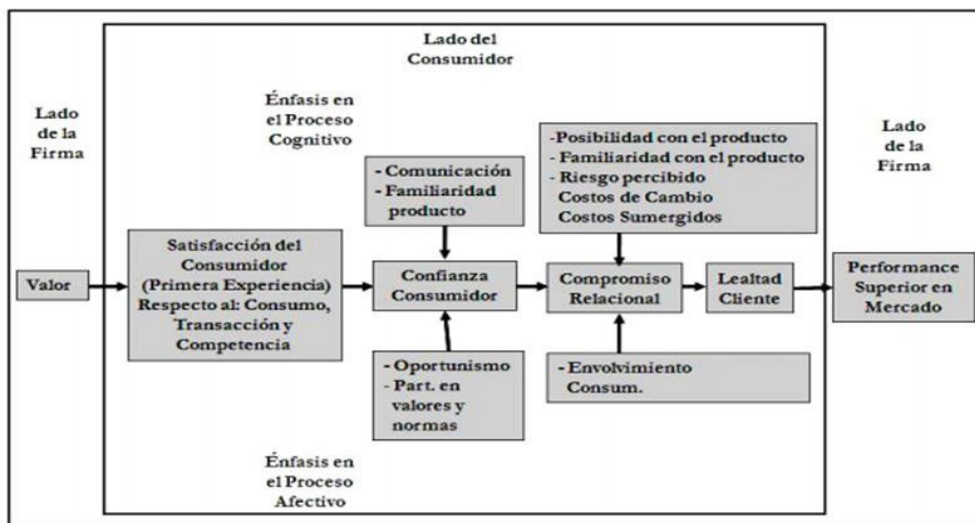 Lado del
Consumidor
Lado
de la
Firma
Énfasis en
el Proceso
Cognitivo
Lado
de la
Firma
- Comunicación
- Familiaridad
producto
-Posibilidad con el producto
- Familiaridad con el producto
- Riesgo percibido
Costos de Cambio
Costos Sumergidos
Valor
Satisfacción del
Consumidor
(Primera Experiencia)
Respecto al: Consumo,
Transacción y
Competencia
Confianza
Consumidor
Compromiso
Relacional
Lealtad
Cliente
Performance
Superior en
Mercado
- Oportunismo
- Part. en
valores y
normas
- Envolvimiento
Consum.
Énfasis en
el Proceso
Afectivo